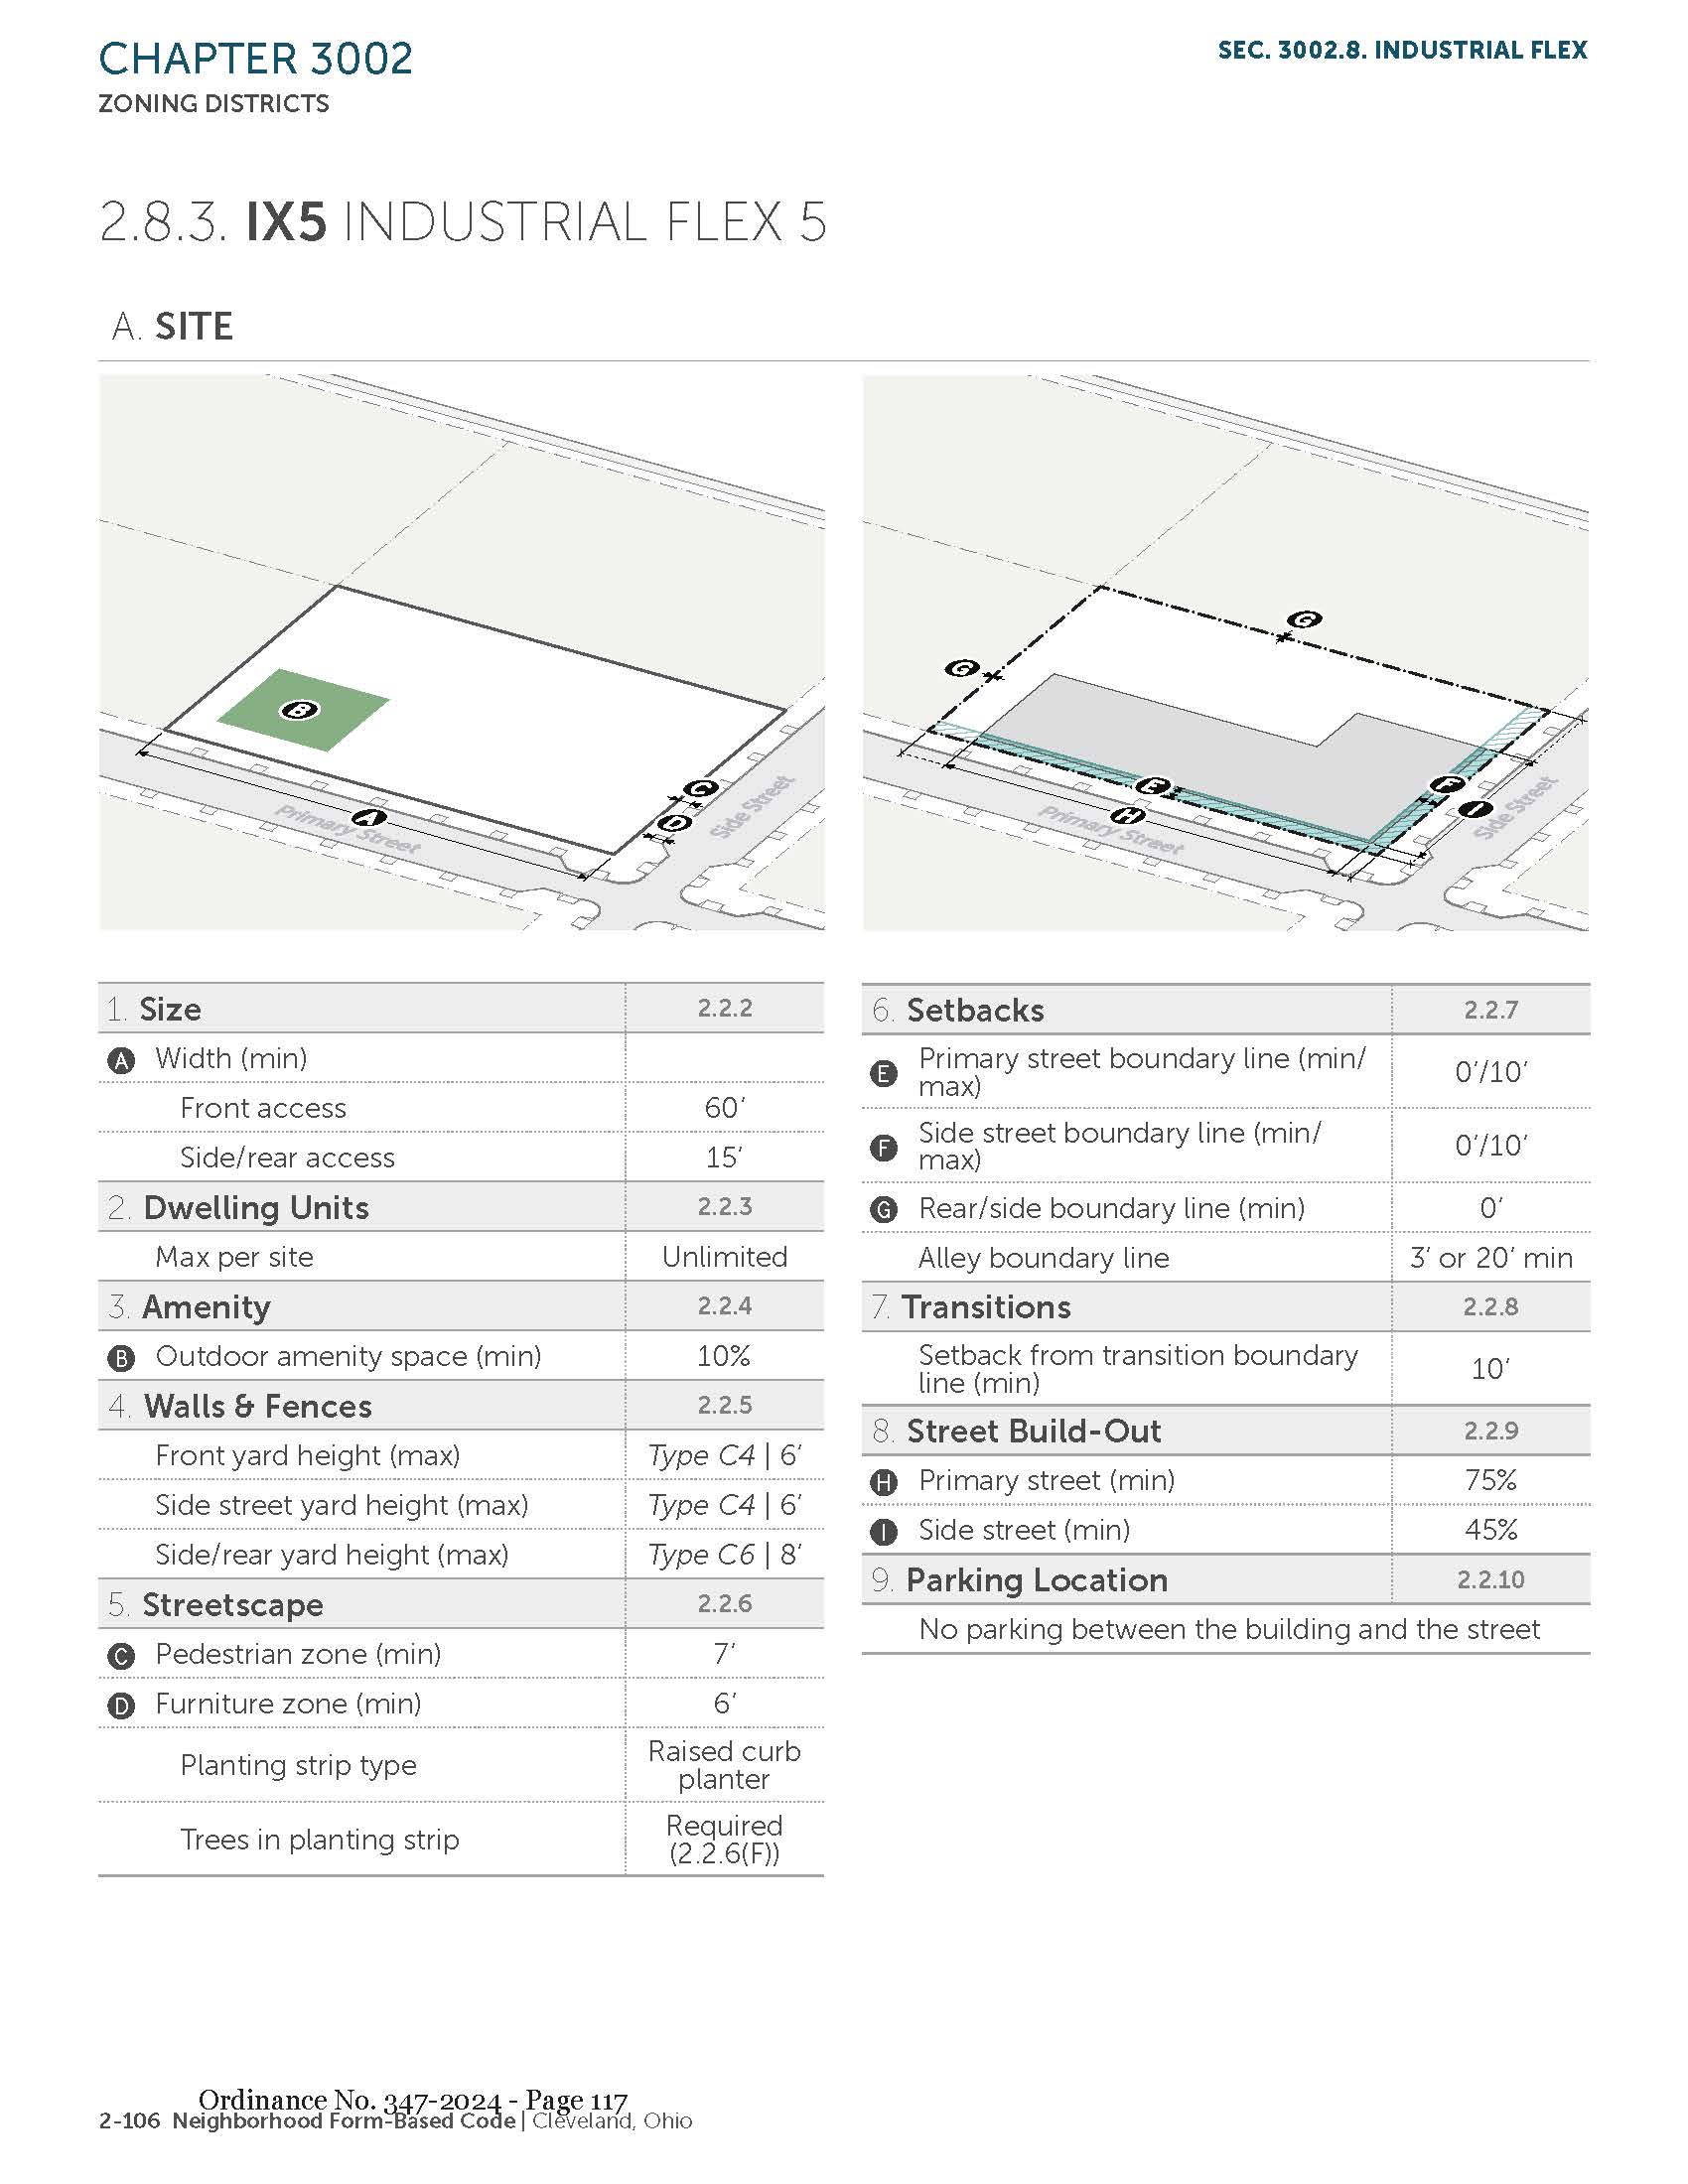 CHAPTER 3002
ZONING DISTRICTS
SEC. 3002.8. INDUSTRIAL FLEX
2.8.3. IX5 INDUSTRIAL FLEX 5
A. SITE
B
C
D
A
Primary Street
Side Street
G
G
E
F
H
I
Primary Street
Side Street
1. Size 2.2.2
A Width (min)
Front access 60′
Side/rear access 15′
2. Dwelling Units 2.2.3
Max per site Unlimited
3. Amenity 2.2.4
B Outdoor amenity space (min) 10%
4. Walls & Fences 2.2.5
Front yard height (max) Type C4 | 6′
Side street yard height (max) Type C4 | 6′
Side/rear yard height (max) Type C6 | 8′
5. Streetscape 2.2.6
C Pedestrian zone (min) 7′
D Furniture zone (min) 6′
Planting strip type Raised curb
planter
Trees in planting strip Required
(2.2.6(F))
6. Setbacks 2.2.7
E Primary street boundary line (min/
max) 0′/10′
F Side street boundary line (min/
max) 0′/10′
G Rear/side boundary line (min) 0′
Alley boundary line 3′ or 20′ min
7. Transitions 2.2.8
Setback from transition boundary
line (min) 10′
8. Street Build-Out 2.2.9
H Primary street (min) 75%
I Side street (min) 45%
9. Parking Location 2.2.10
No parking between the building and the street
Ordinance No. 347-2024 - Page 117
2-106 Neighborhood Form-Based Code | Cleveland, Ohio